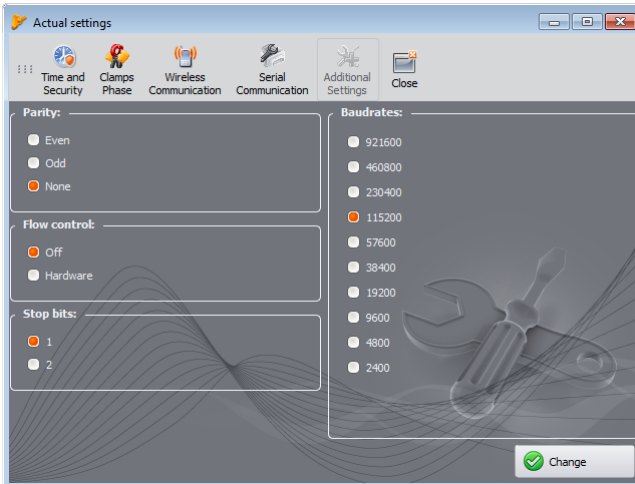 Actual settings
Time and Security
Clamps Phase
Wireless Communication
Serial Communication
Additional Settings
Close
Parity:
Even
Odd
None
Flow control:
Off
Hardware
Stop bits:
1
2
Baudrates:
921600
460800
230400
115200
57600
38400
19200
9600
4800
2400
Change